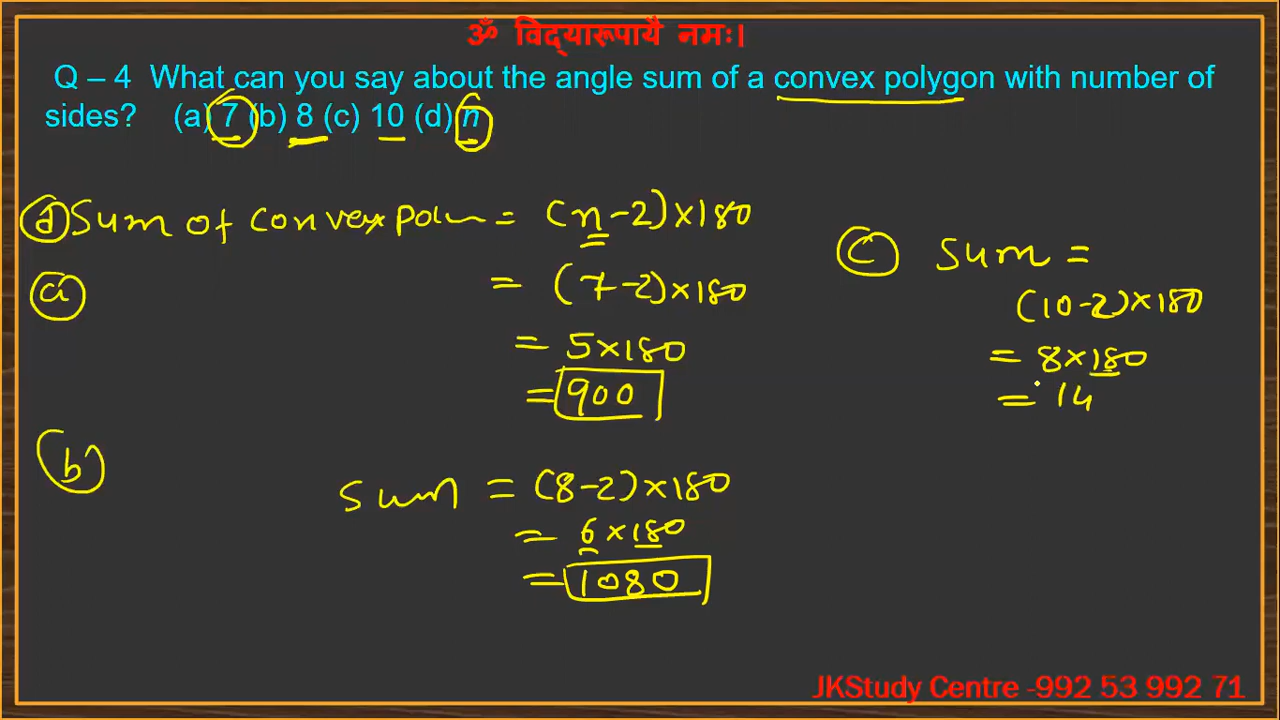 ॐ विद्यारूपायै नमः।
Q – 4 What can you say about the angle sum of a convex polygon with number of
sides? (a) 7 (b) 8 (c) 10 (d) n
(d) Sum of convex = (n-2)×180
(a)
= (7-2)×180
= 5×180
= 900
(b)
sum = (8-2)×180
= 6×180
= 1080
(c) sum =
(10-2)×180
= 8×180
= 14
JKStudy Centre -992 53 992 71